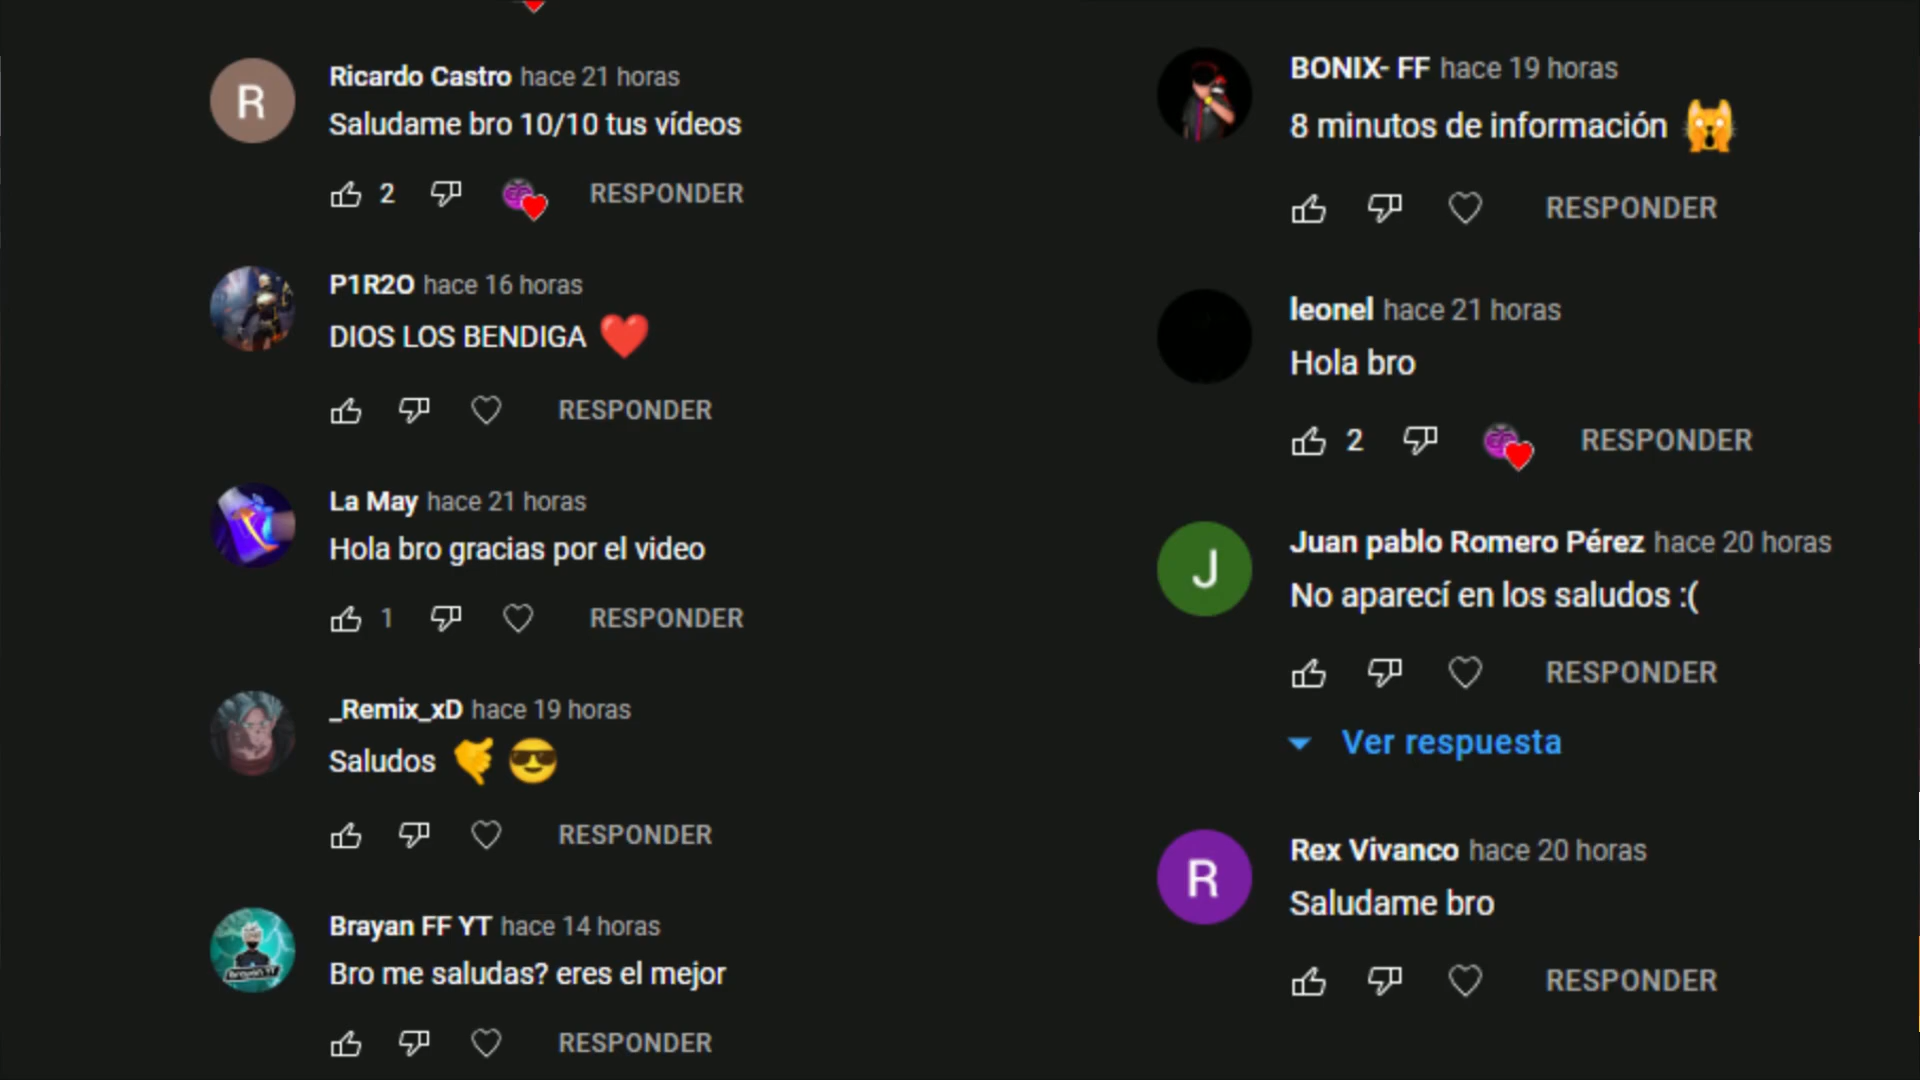 R
Ricardo Castro hace 21 horas
Saludame bro 10/10 tus vídeos
2 RESPONDER
P1R2O hace 16 horas
DIOS LOS BENDIGA ❤️
RESPONDER
La May hace 21 horas
Hola bro gracias por el video
1 RESPONDER
_Remix_xD hace 19 horas
Saludos 🤙 😎
RESPONDER
Brayan YT
Brayan FF YT hace 14 horas
Bro me saludas? eres el mejor
RESPONDER
BONIX- FF hace 19 horas
8 minutos de información 🙀
RESPONDER
leonel hace 21 horas
Hola bro
2 RESPONDER
J
Juan pablo Romero Pérez hace 20 horas
No aparecí en los saludos :(
RESPONDER
Ver respuesta
R
Rex Vivanco hace 20 horas
Saludame bro
RESPONDER